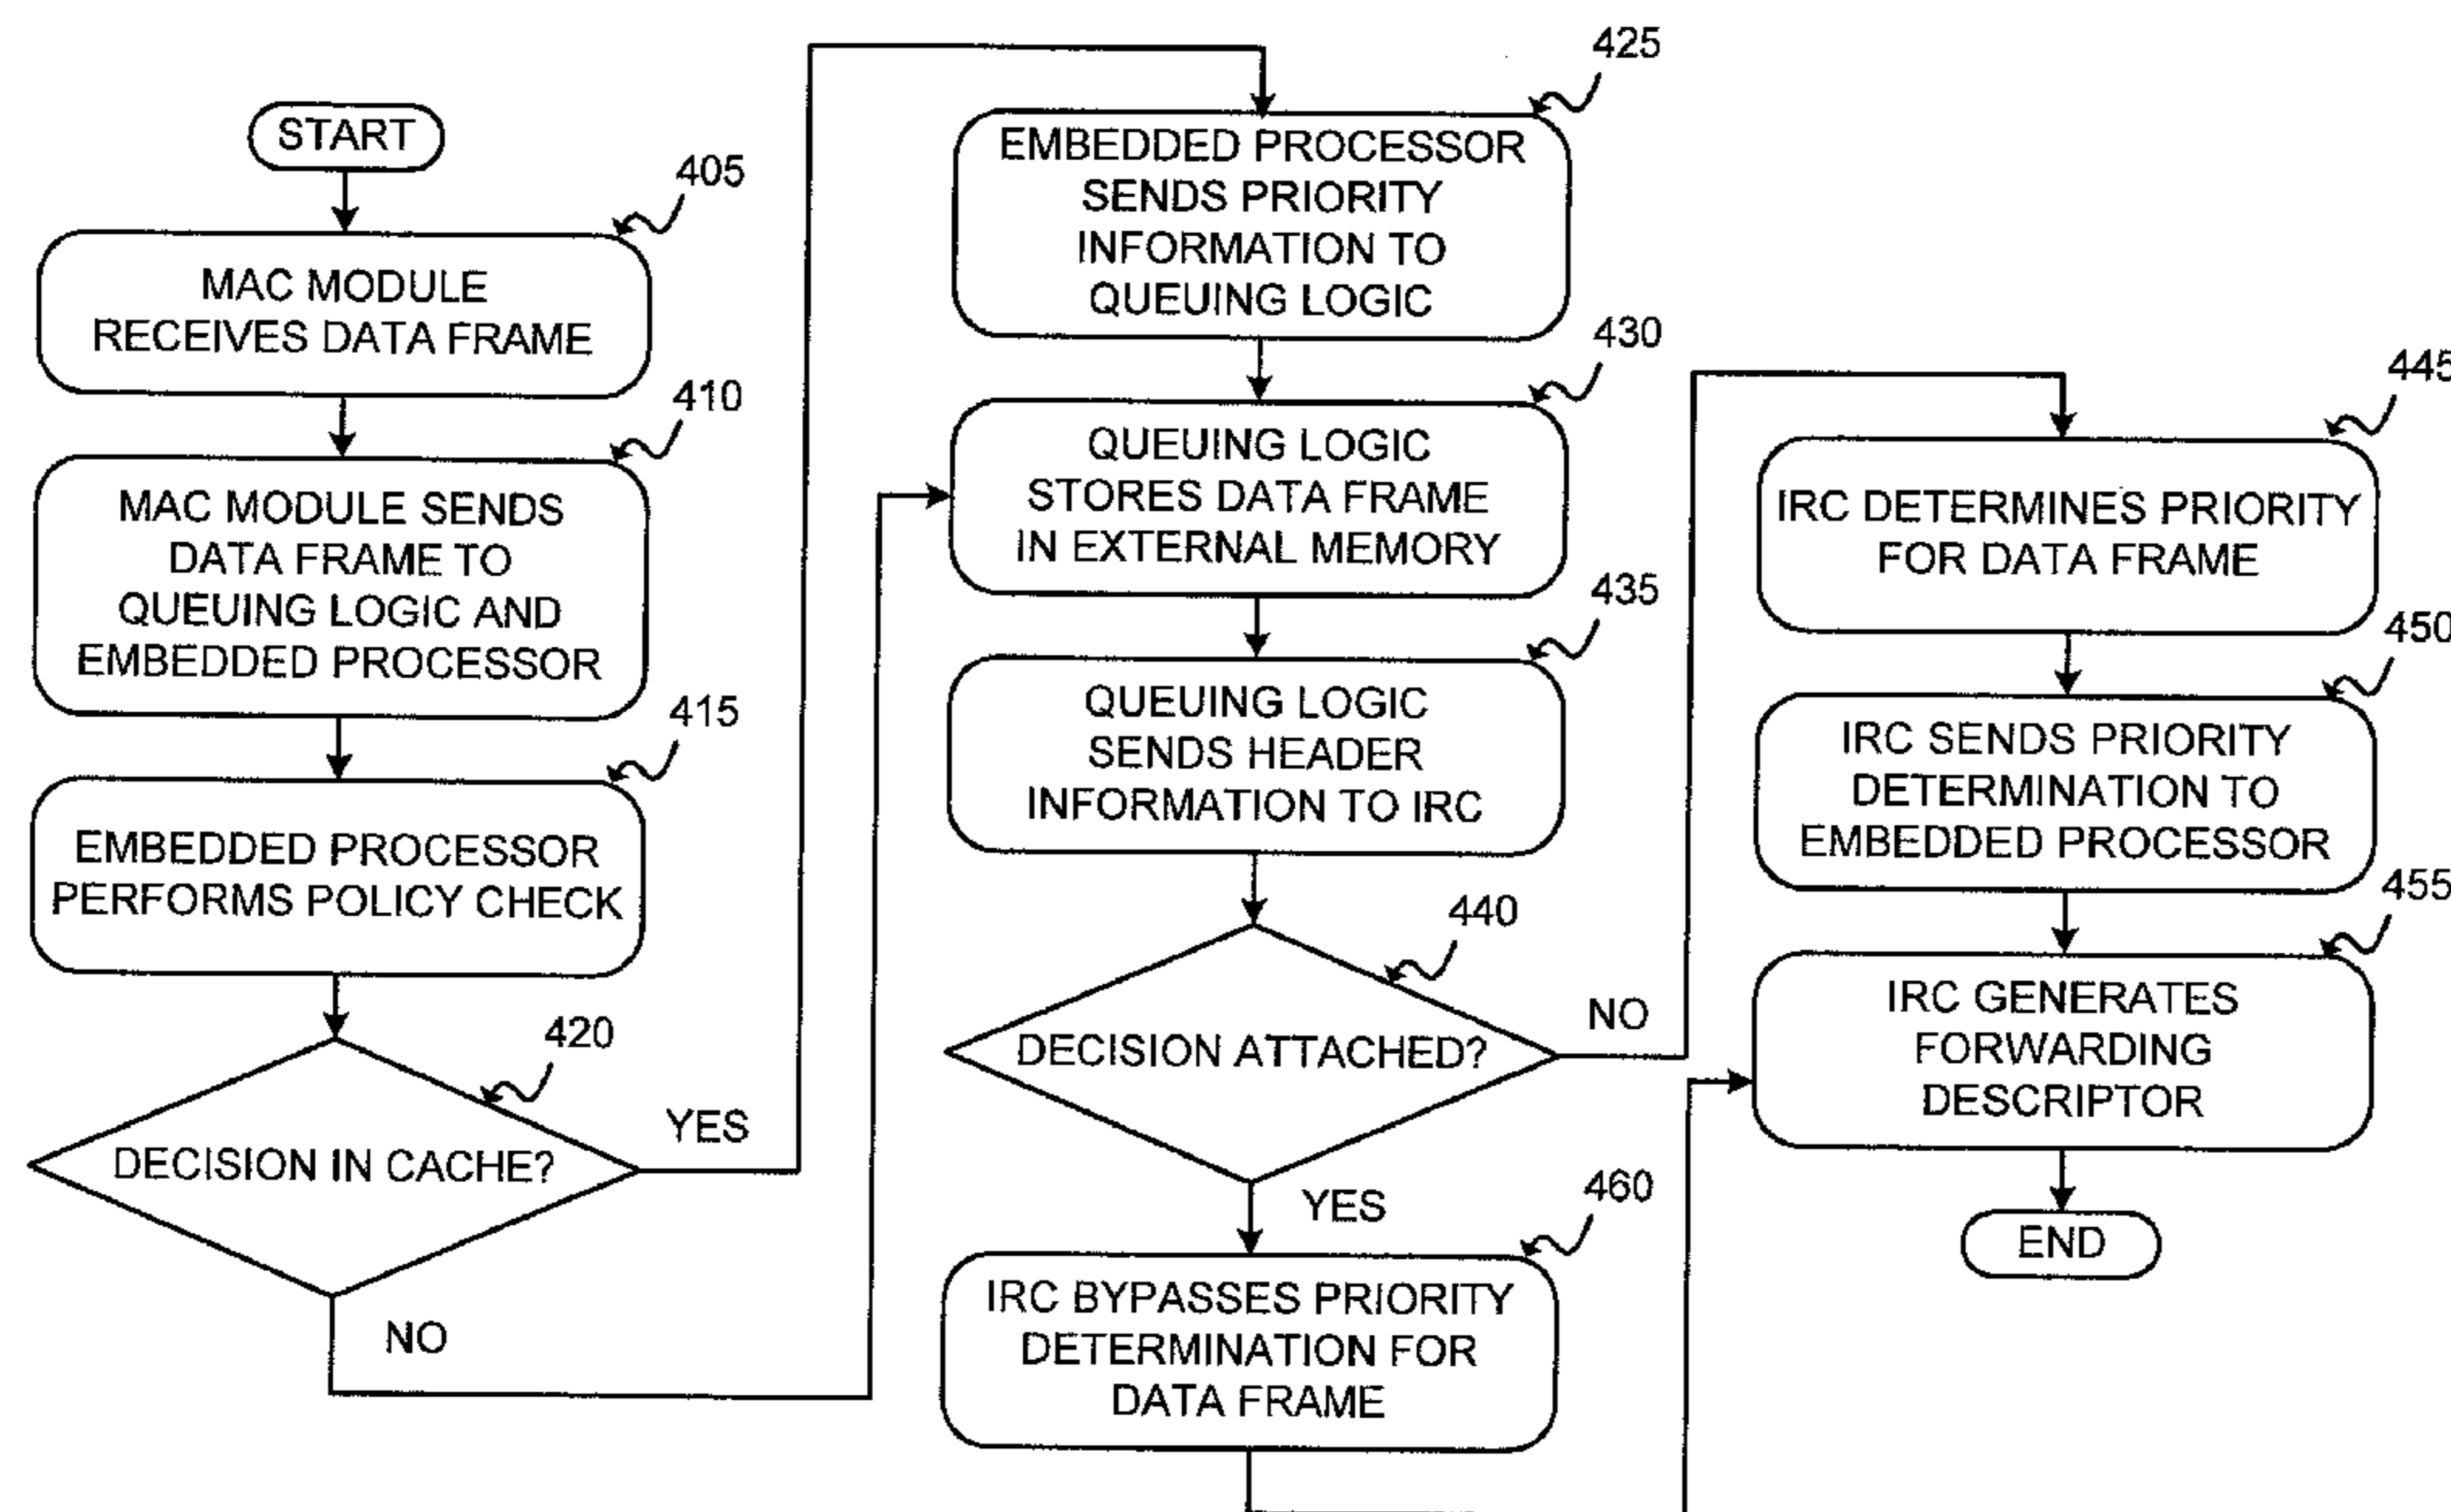 START
405
MAC MODULE
RECEIVES DATA FRAME
410
MAC MODULE SENDS
DATA FRAME TO
QUEUING LOGIC AND
EMBEDDED PROCESSOR
415
EMBEDDED PROCESSOR
PERFORMS POLICY CHECK
420
DECISION IN CACHE?
YES
NO
425
EMBEDDED PROCESSOR
SENDS PRIORITY
INFORMATION TO
QUEUING LOGIC
430
QUEUING LOGIC
STORES DATA FRAME
IN EXTERNAL MEMORY
435
QUEUING LOGIC
SENDS HEADER
INFORMATION TO IRC
440
DECISION ATTACHED?
NO
YES
460
IRC BYPASSES PRIORITY
DETERMINATION FOR
DATA FRAME
445
IRC DETERMINES PRIORITY
FOR DATA FRAME
450
IRC SENDS PRIORITY
DETERMINATION TO
EMBEDDED PROCESSOR
455
IRC GENERATES
FORWARDING
DESCRIPTOR
END